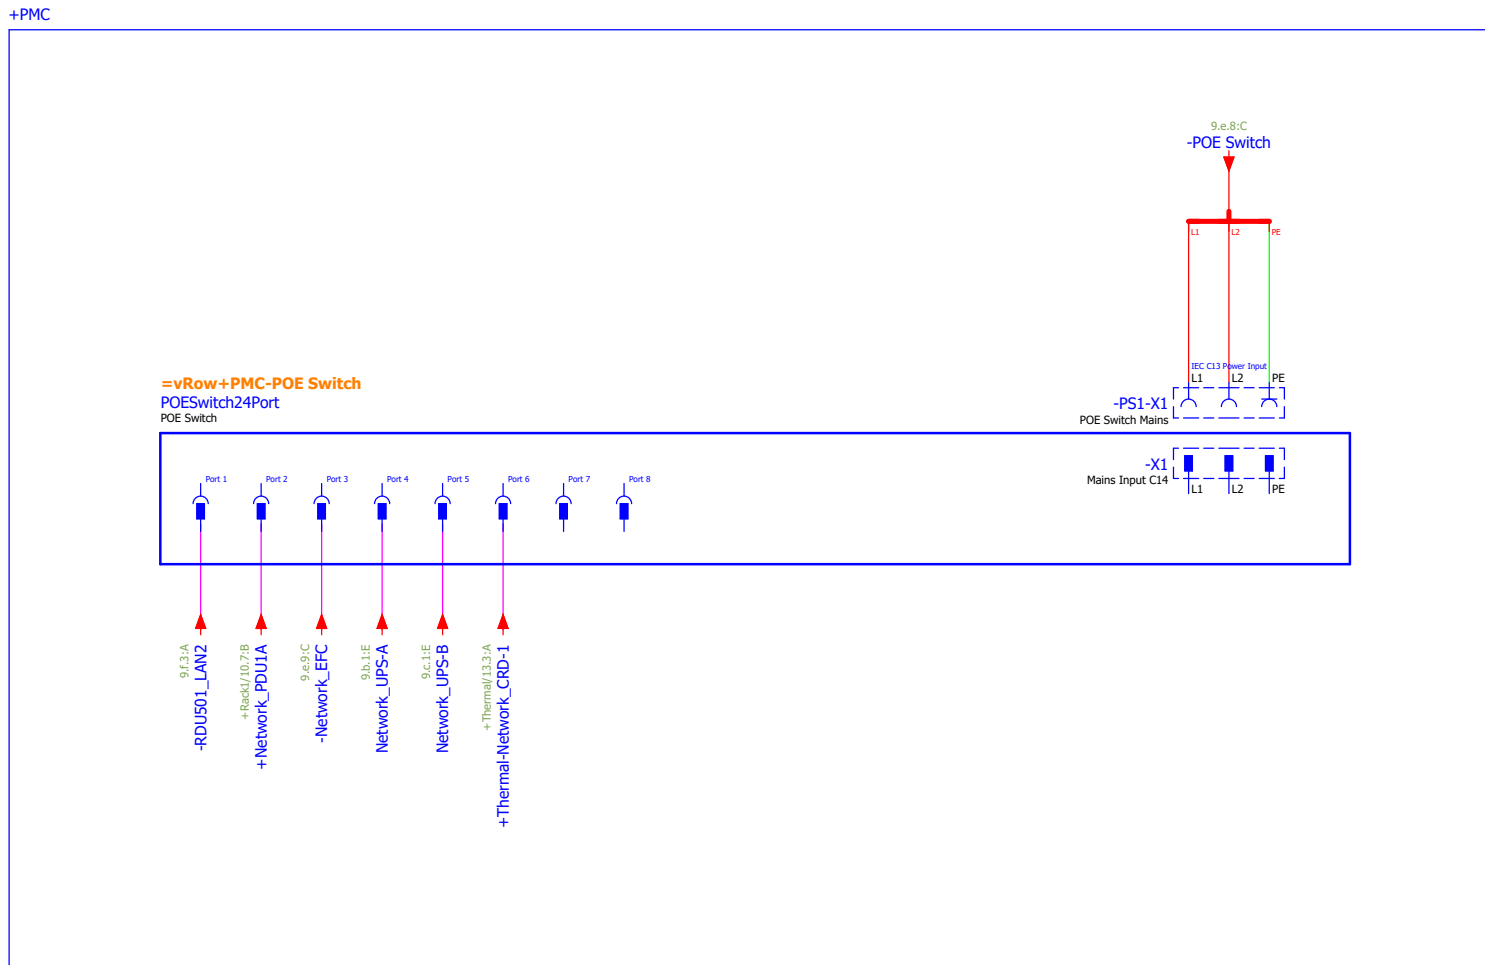 +PMC
9.e.8:C
-POE Switch
L1
L2
PE
IEC C13 Power Input
L1
L2
PE
-PS1-X1
POE Switch Mains
=vRow+PMC-POE Switch
POESwitch24Port
POE Switch
-X1
Mains Input C14
L1
L2
PE
Port 1
Port 2
Port 3
Port 4
Port 5
Port 6
Port 7
Port 8
9.f.3:A
-RDU501_LAN2
+Rack1/10.7:B
+Network_PDU1A
9.e.9:C
-Network_EFC
9.b.1:E
Network_UPS-A
9.c.1:E
Network_UPS-B
+Thermal/13.3:A
+Thermal-Network_CRD-1